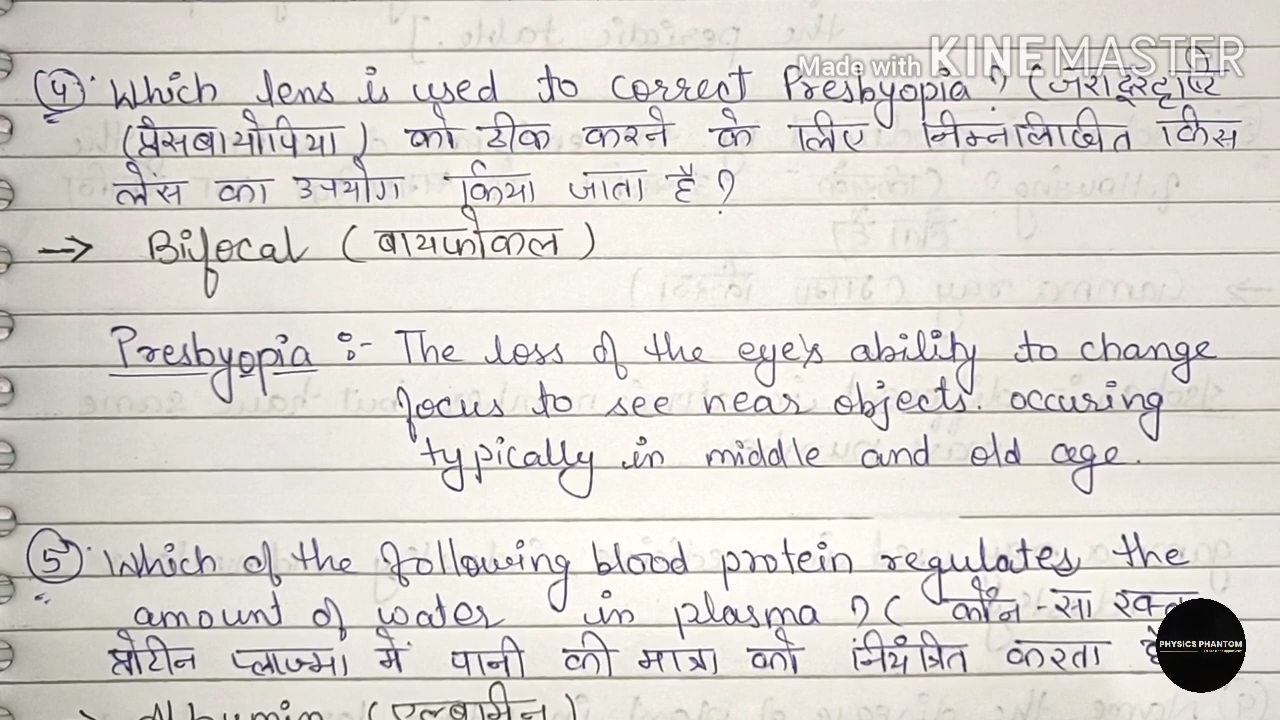 Made with KINEMASTER
(4) Which lens is used to correct Presbyopia? (जरादूरदृष्टि
(प्रेसबायोपिया) को ठीक करने के लिए निम्नलिखित किस
लेंस का उपयोग किया जाता है?
→ Bifocal (बायफोकल)
Presbyopia :- The loss of the eye's ability to change
focus to see near objects. occuring
typically in middle and old age.
(5) Which of the following blood protein regulates the
amount of water in plasma? (कौन-सा रक्त
प्रोटीन प्लाज्मा में पानी की मात्रा को नियंत्रित करता है
PHYSICS PHANTOM
→ Albumin (एल्बुमिन)